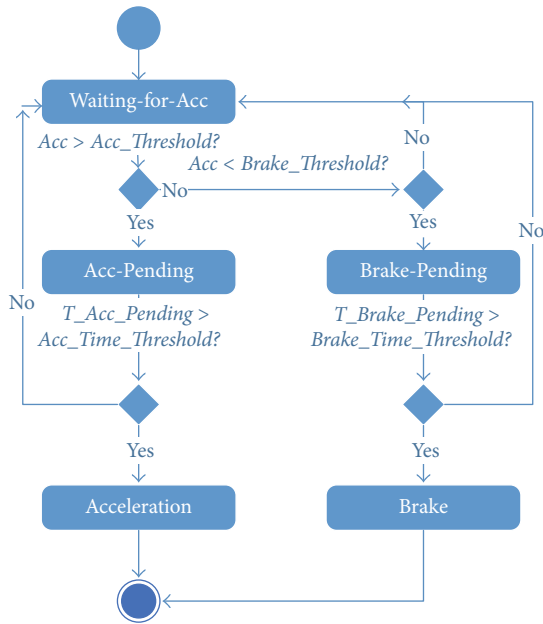 Waiting-for-Acc
Acc > Acc_Threshold?
No
Acc < Brake_Threshold?
No
Yes
Yes
No
Acc-Pending
Brake-Pending
No
T_Acc_Pending >
Acc_Time_Threshold?
T_Brake_Pending >
Brake_Time_Threshold?
Yes
Yes
Acceleration
Brake